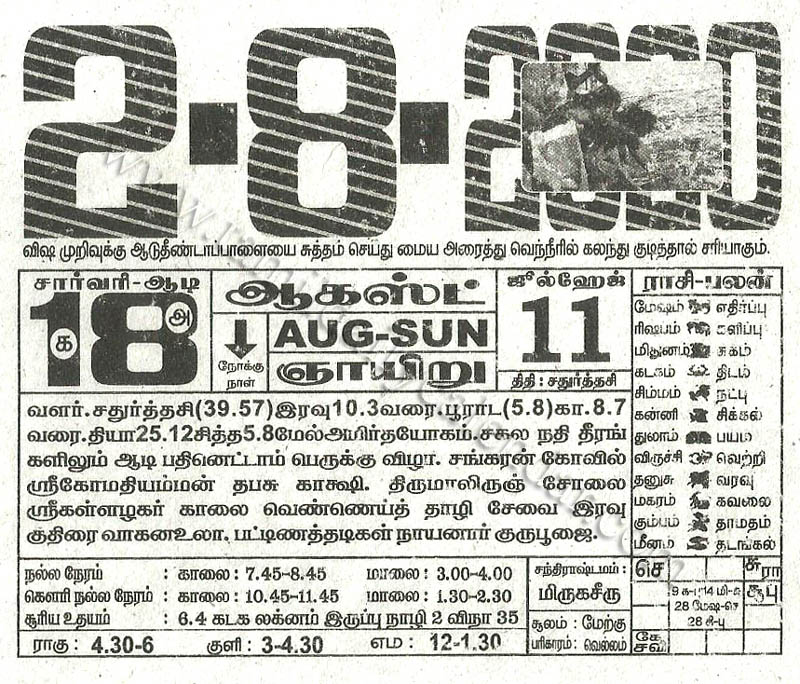 2-8-2020
விஷ முறிவுக்கு ஆடுதீண்டாப்பாளையை சுத்தம் செய்து மைய அரைத்து வெந்நீரில் கலந்து குடித்தால் சரியாகும்.
சார்வரி-ஆடி
18
க
அ
ஆகஸ்ட்
நோக்கு
நாள்
AUG-SUN
ஞாயிறு
ஜுல்ஹேஜ்
11
திதி : சதுர்த்தசி
வளர்.சதுர்த்தசி(39.57)இரவு10.3வரை.பூராட(5.8)கா.8.7
வரை.தியா25.12சித்த5.8மேல்அமிர்தயோகம்.சகல நதி தீரங்
களிலும் ஆடி பதினெட்டாம் பெருக்கு விழா. சங்கரன் கோவில்
ஸ்ரீகோமதியம்மன் தபசு காக்ஷி. திருமாலிருஞ் சோலை
ஸ்ரீகள்ளழகர் காலை வெண்ணெய்த் தாழி சேவை இரவு
குதிரை வாகனஉலா. பட்டிணத்தடிகள் நாயனார் குருபூஜை.
ராசி-பலன்
மேஷம் எதிர்ப்பு
ரிஷபம் களிப்பு
மிதுனம் சுகம்
கடகம் திடம்
சிம்மம் நட்பு
கன்னி சிக்கல்
துலாம் பயம்
விருச்சி வெற்றி
தனுசு வரவு
மகரம் கவலை
கும்பம் தாமதம்
மீனம் தடங்கல்
நல்ல நேரம் : காலை: 7.45-8.45 மாலை: 3.00-4.00
கௌரி நல்ல நேரம் : காலை: 10.45-11.45 மாலை: 1.30-2.30
சூரிய உதயம் : 6.4 கடக லக்னம் இருப்பு நாழி 2 விநா 35
ராகு : 4.30-6 குளி : 3-4.30 எம : 12-1.30
சந்திராஷ்டமம் :
மிருகசீரு
சூலம் : மேற்கு
பரிகாரம் : வெல்லம்
செ
சு
ரா
சூபு
28 மேஷ-செ
28 சி-பு
கே
சவி